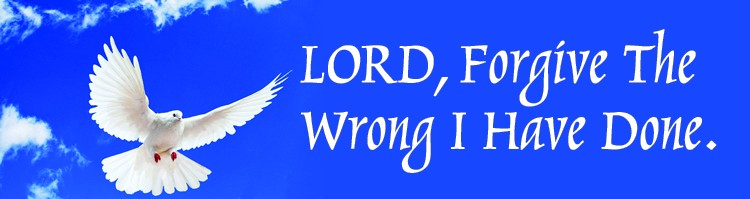 LORD, Forgive The
Wrong I Have Done.